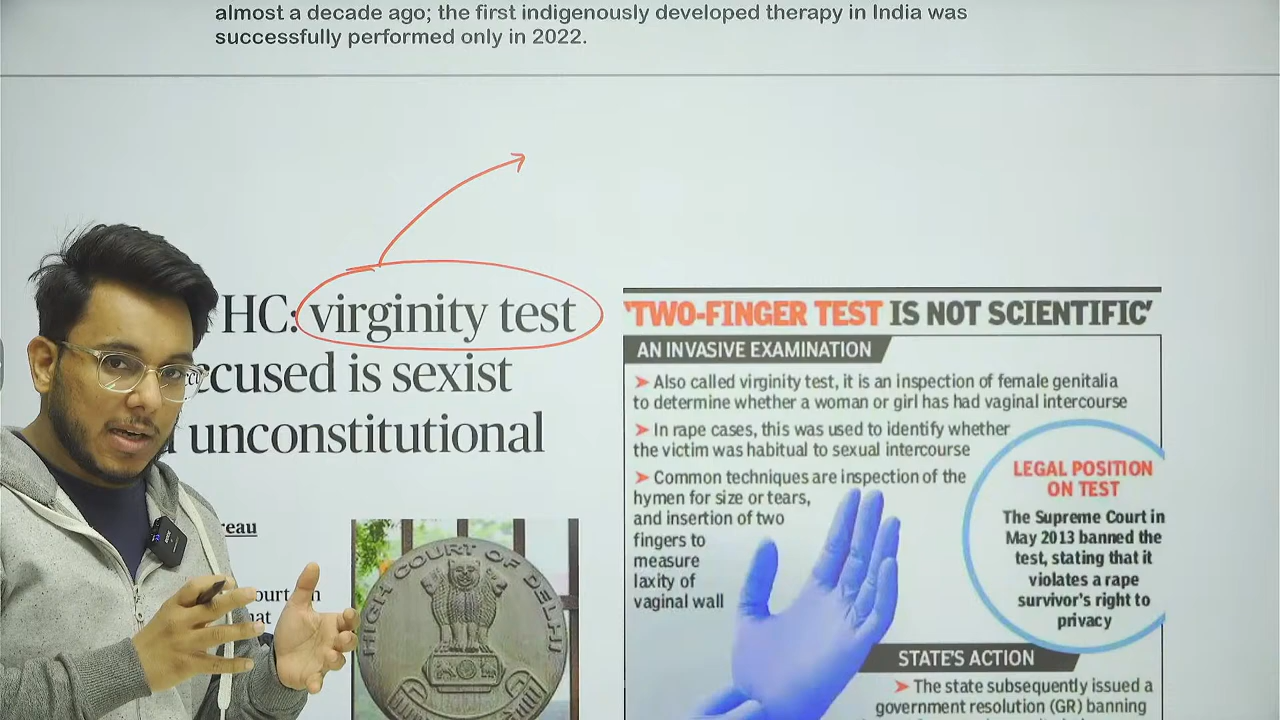 almost a decade ago; the first indigenously developed therapy in India was
successfully performed only in 2022.
HC: virginity test
ccused is sexist
unconstitutional
reau
'TWO-FINGER TEST IS NOT SCIENTIFIC'
AN INVASIVE EXAMINATION
➤ Also called virginity test, it is an inspection of female genitalia
to determine whether a woman or girl has had vaginal intercourse
➤ In rape cases, this was used to identify whether
the victim was habitual to sexual intercourse
➤ Common techniques are inspection of the
hymen for size or tears,
and insertion of two
fingers to
measure
laxity of
vaginal wall
LEGAL POSITION
ON TEST
The Supreme Court in
May 2013 banned the
test, stating that it
violates a rape
survivor's right to
privacy
STATE'S ACTION
➤ The state subsequently issued a
government resolution (GR) banning
HIGH COURT OF DELHI